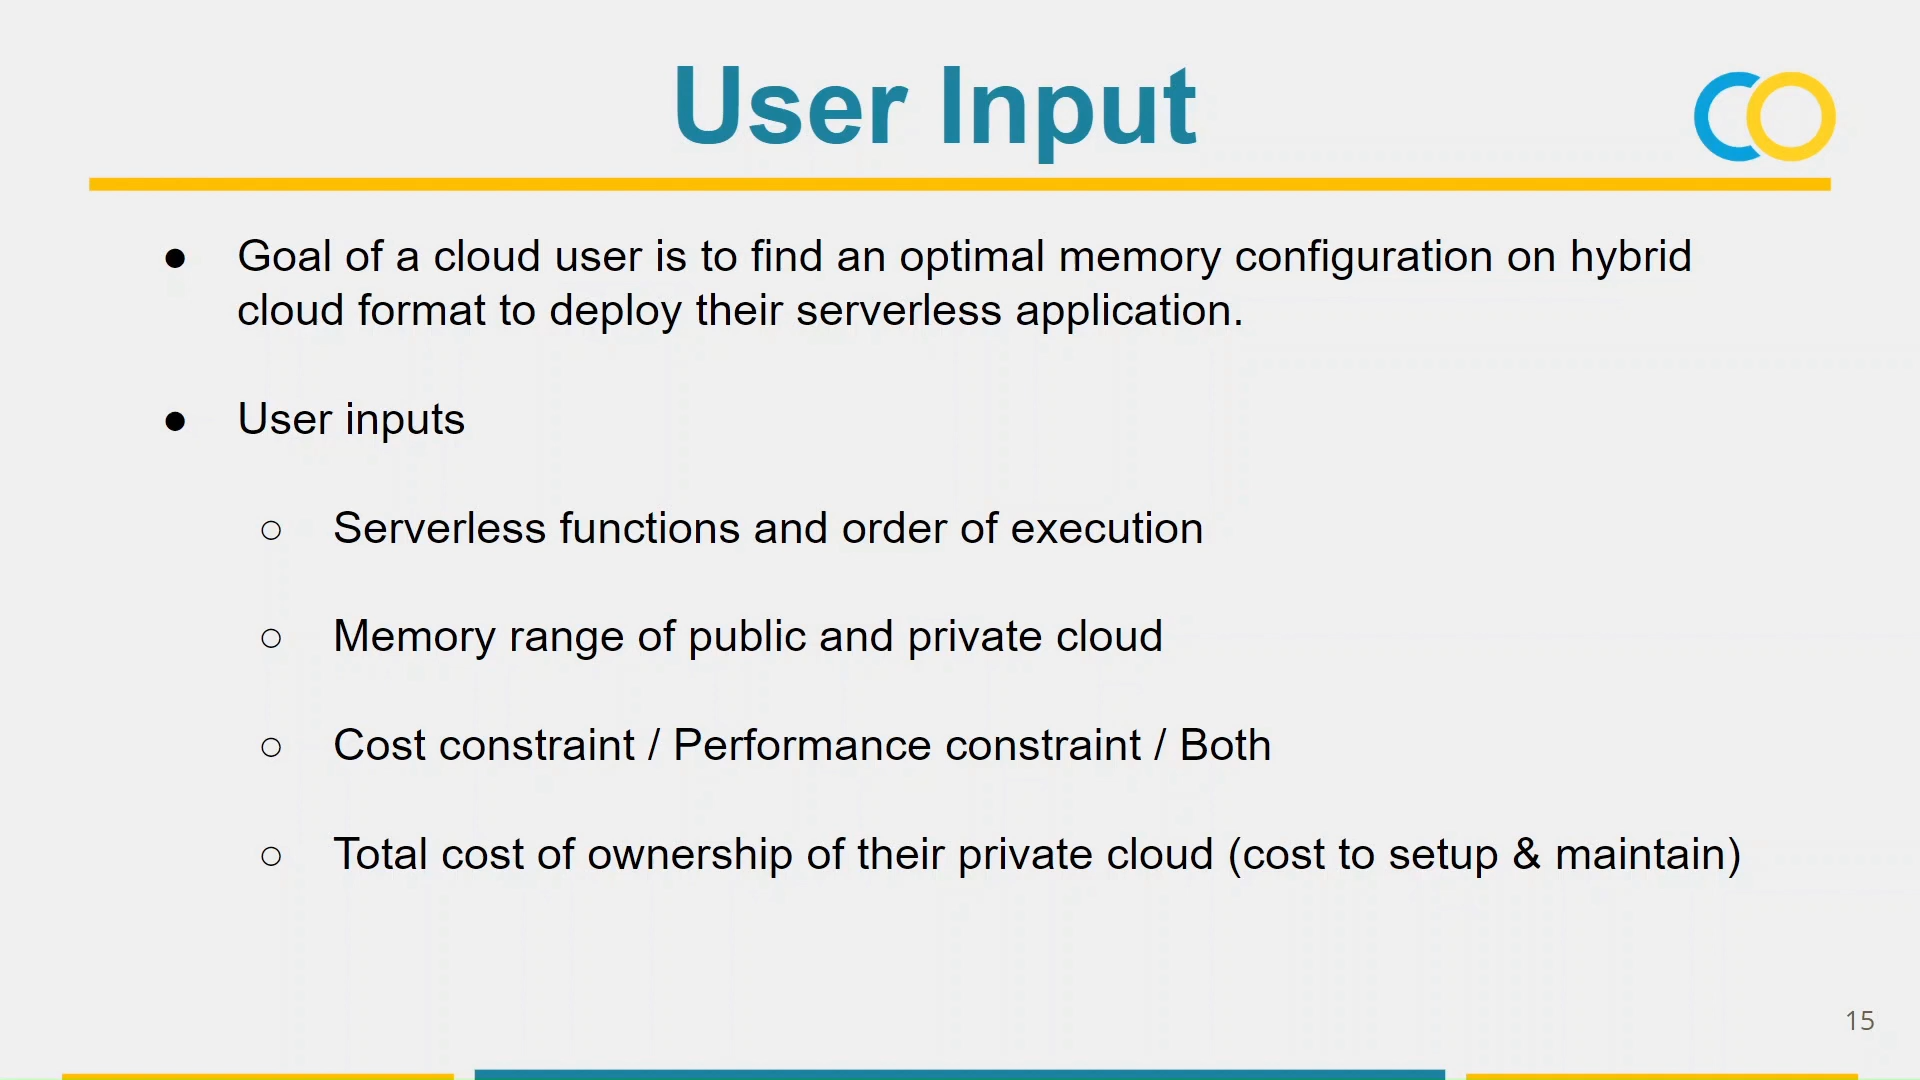 User Input
CO
● Goal of a cloud user is to find an optimal memory configuration on hybrid
cloud format to deploy their serverless application.
● User inputs
○ Serverless functions and order of execution
○ Memory range of public and private cloud
○ Cost constraint / Performance constraint / Both
○ Total cost of ownership of their private cloud (cost to setup & maintain)
15